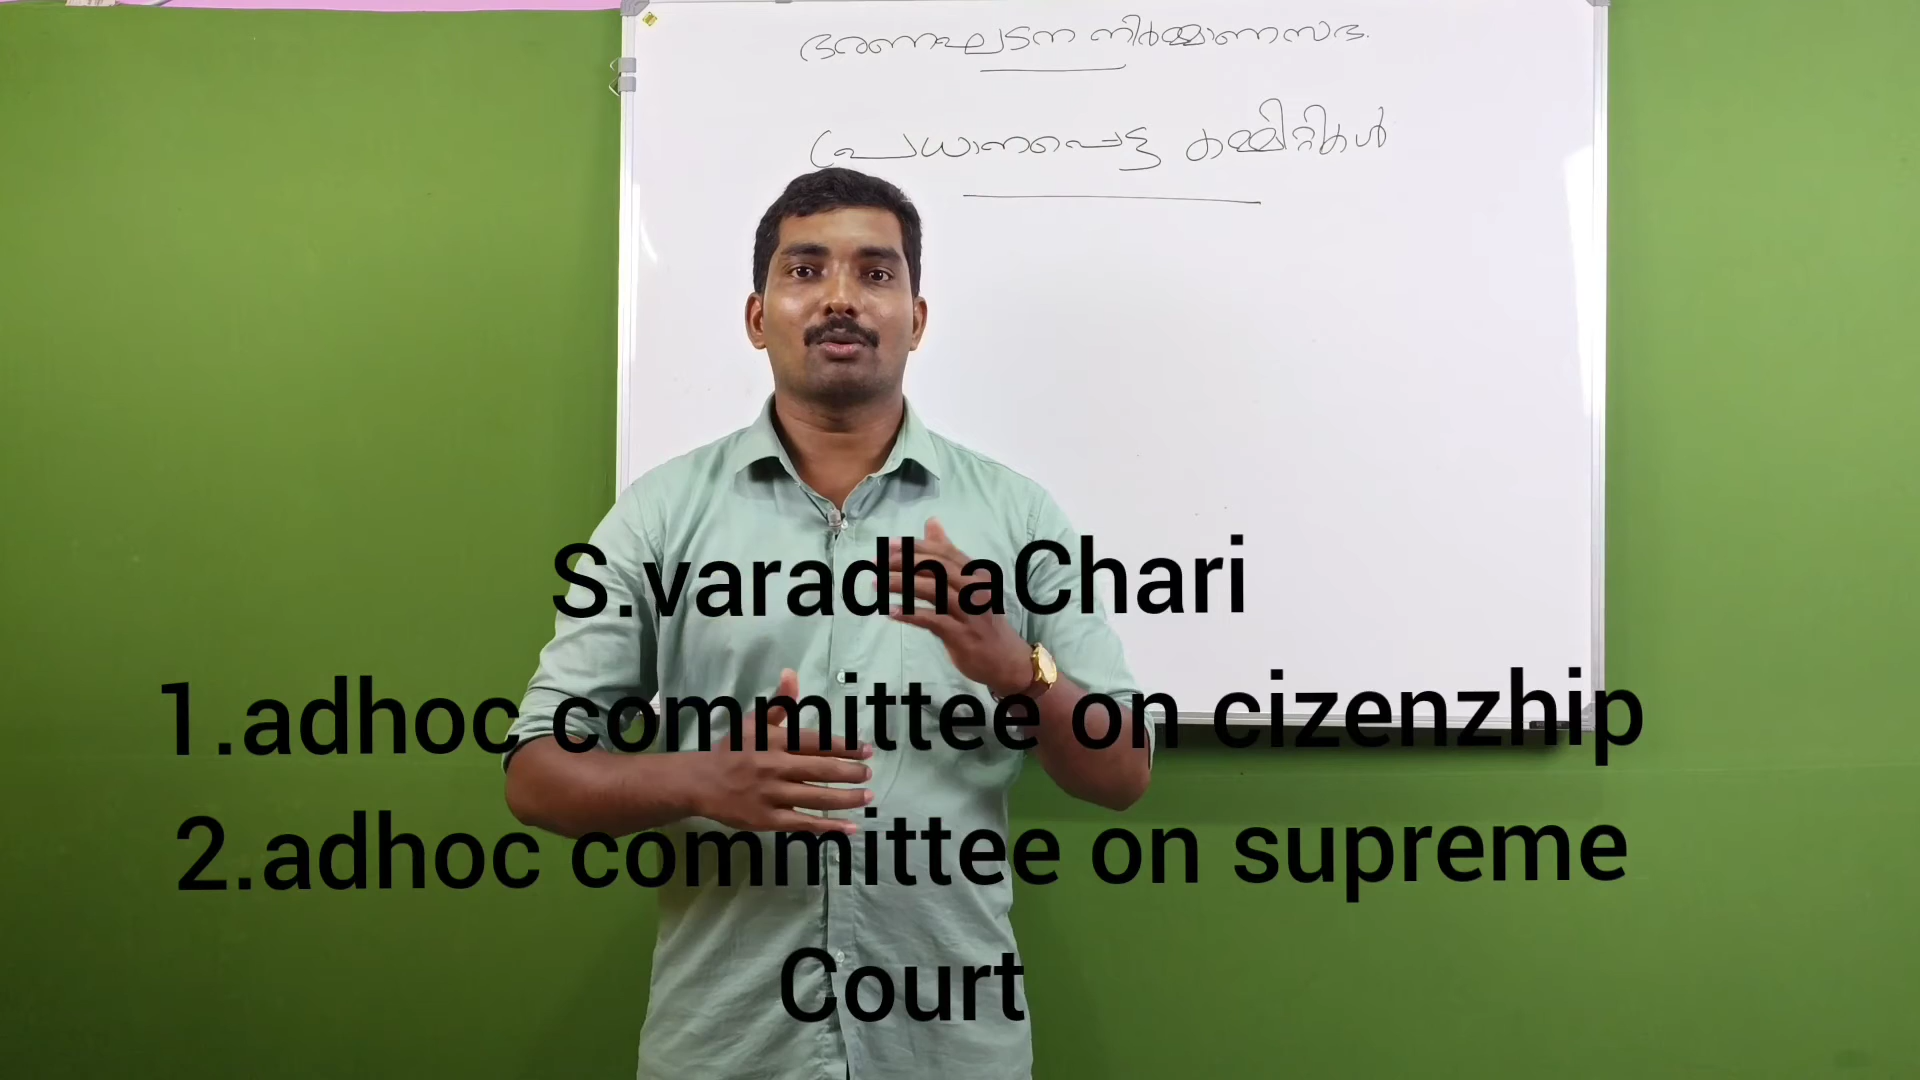 ഭരണഘടന നിർമ്മാണസഭ.
പ്രധാനപ്പെട്ട കമ്മിറ്റികൾ
S.varadhaChari
1.adhoc committee on cizenzhip
2.adhoc committee on supreme
Court